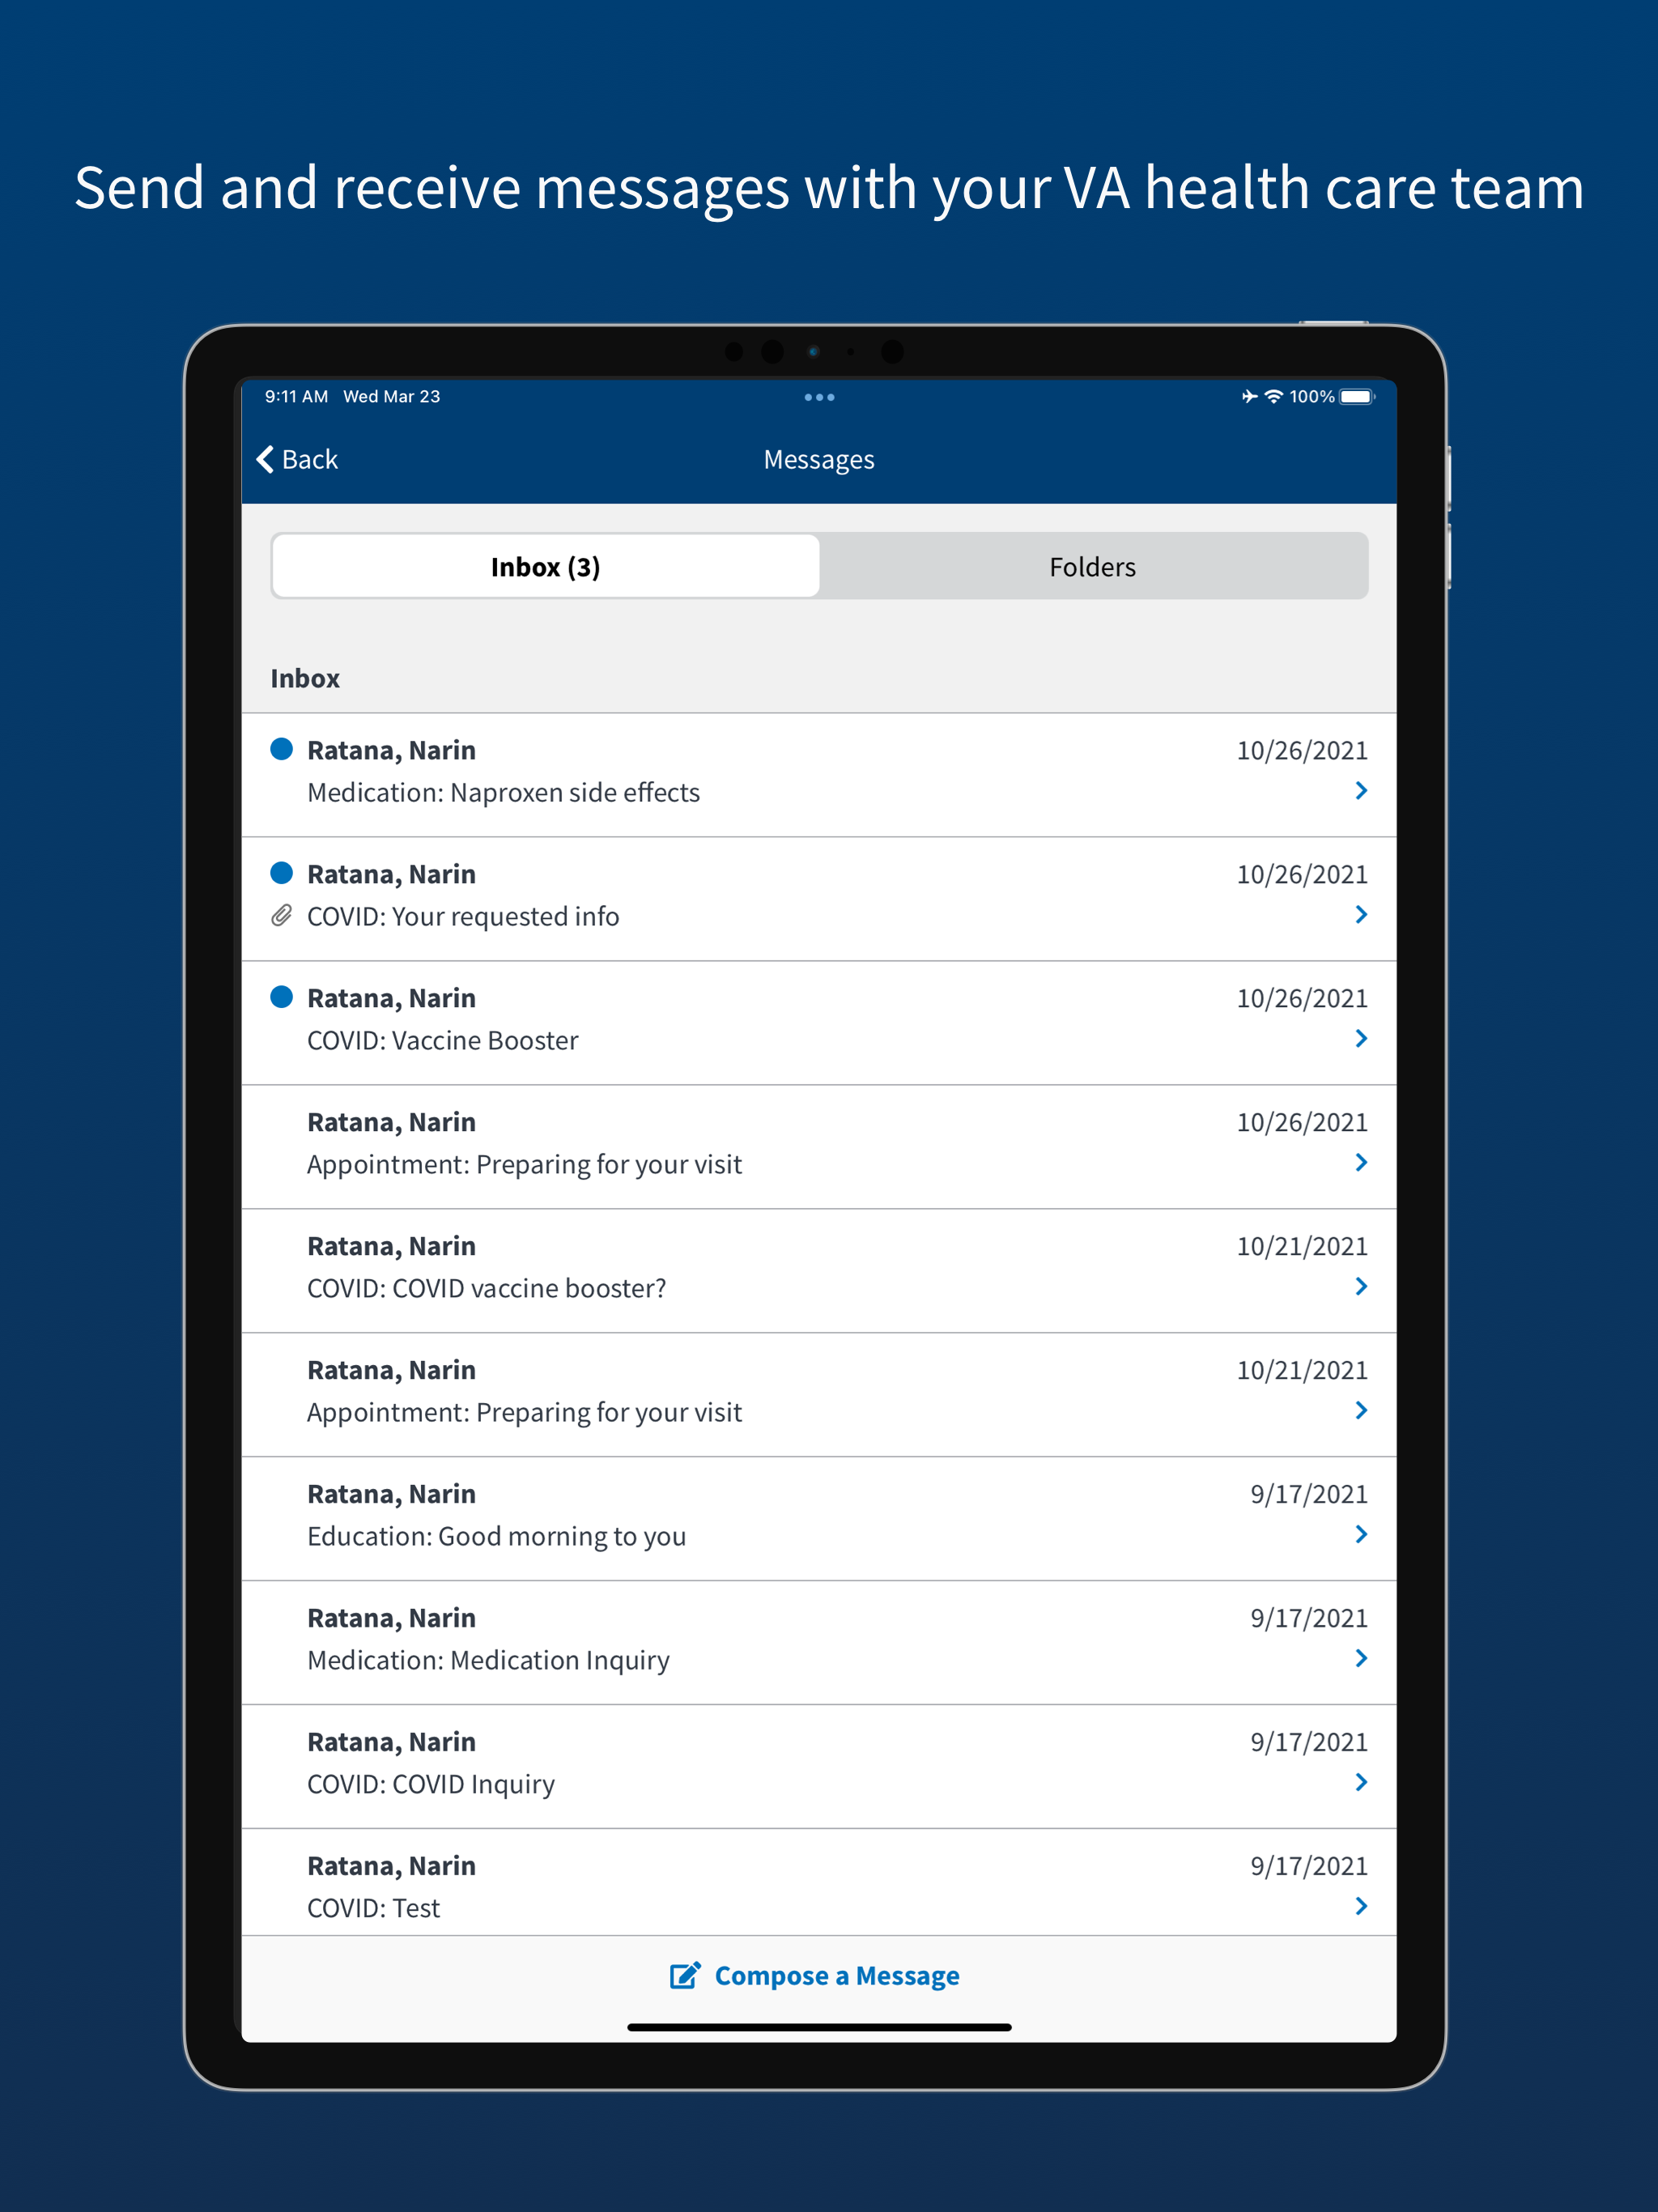 Send and receive messages with your VA health care team
9:11 AM Wed Mar 23
100%
Back
Messages
Inbox (3)
Folders
Inbox
Ratana, Narin 10/26/2021
Medication: Naproxen side effects
Ratana, Narin 10/26/2021
COVID: Your requested info
Ratana, Narin 10/26/2021
COVID: Vaccine Booster
Ratana, Narin 10/26/2021
Appointment: Preparing for your visit
Ratana, Narin 10/21/2021
COVID: COVID vaccine booster?
Ratana, Narin 10/21/2021
Appointment: Preparing for your visit
Ratana, Narin 9/17/2021
Education: Good morning to you
Ratana, Narin 9/17/2021
Medication: Medication Inquiry
Ratana, Narin 9/17/2021
COVID: COVID Inquiry
Ratana, Narin 9/17/2021
COVID: Test
Compose a Message